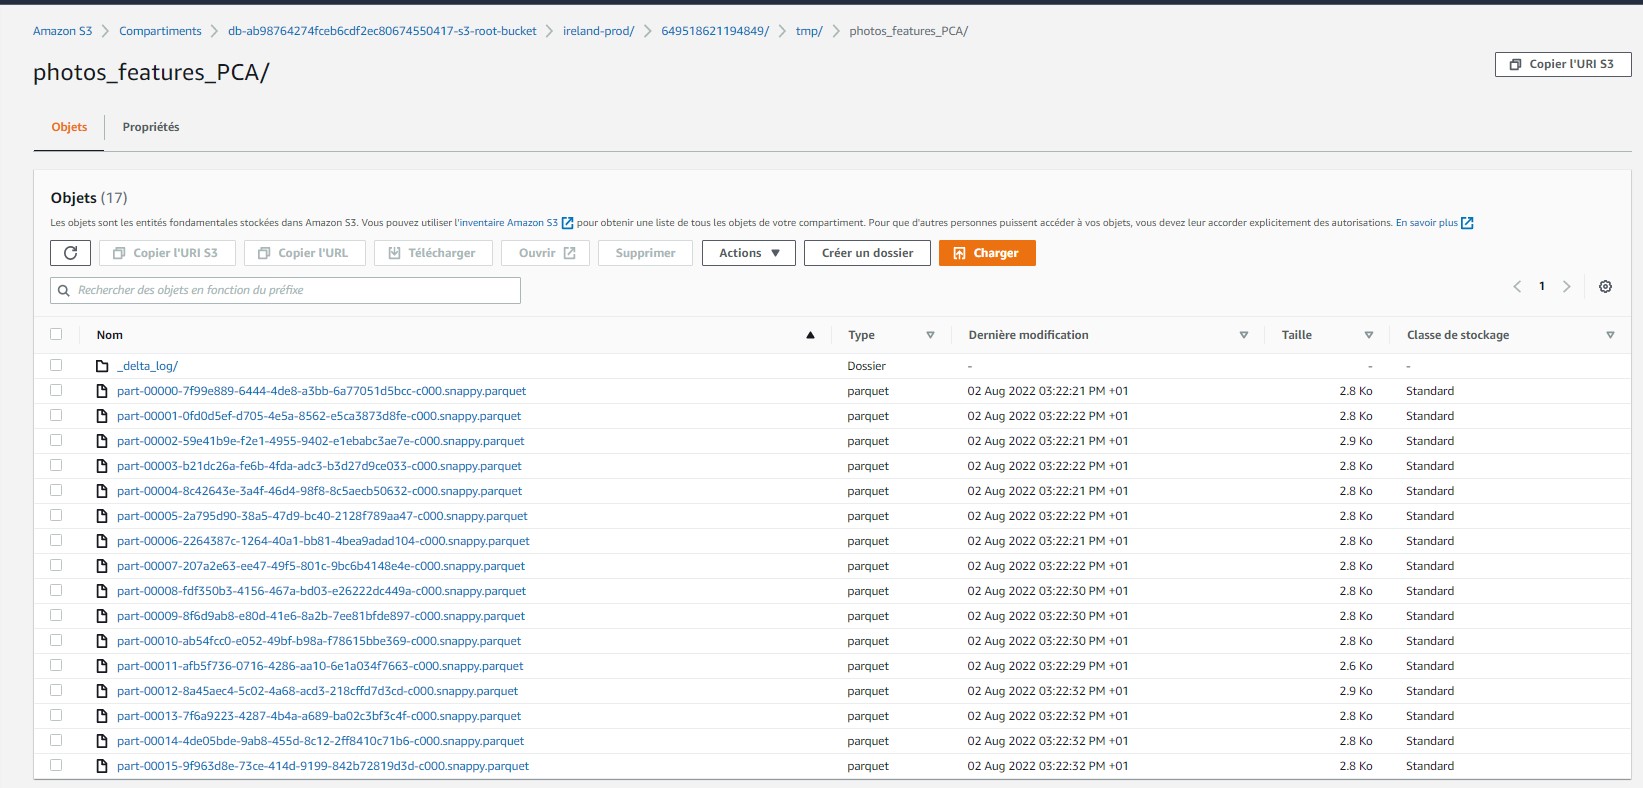 Amazon S3 > Compartiments > db-ab98764274fceb6cdf2ec80674550417-s3-root-bucket > ireland-prod/ > 649518621194849/ > tmp/ > photos_features_PCA/
photos_features_PCA/
Copier l'URI S3
Objets
Propriétés
Objets (17)
Les objets sont les entités fondamentales stockées dans Amazon S3. Vous pouvez utiliser l'inventaire Amazon S3 pour obtenir une liste de tous les objets de votre compartiment. Pour que d'autres personnes puissent accéder à vos objets, vous devez leur accorder explicitement des autorisations. En savoir plus
Copier l'URI S3 Copier l'URL Télécharger Ouvrir Supprimer Actions Créer un dossier Charger
Rechercher des objets en fonction du préfixe
1
Nom Type Dernière modification Taille Classe de stockage
_delta_log/ Dossier - - -
part-00000-7f99e889-6444-4de8-a3bb-6a77051d5bcc-c000.snappy.parquet parquet 02 Aug 2022 03:22:21 PM +01 2.8 Ko Standard
part-00001-0fd0d5ef-d705-4e5a-8562-e5ca3873d8fe-c000.snappy.parquet parquet 02 Aug 2022 03:22:22 PM +01 2.8 Ko Standard
part-00002-59e41b9e-f2e1-4955-9402-e1ebabc3ae7e-c000.snappy.parquet parquet 02 Aug 2022 03:22:21 PM +01 2.9 Ko Standard
part-00003-b21dc26a-fe6b-4fda-adc3-b3d27d9ce033-c000.snappy.parquet parquet 02 Aug 2022 03:22:22 PM +01 2.8 Ko Standard
part-00004-8c42643e-3a4f-46d4-98f8-8c5aecb50632-c000.snappy.parquet parquet 02 Aug 2022 03:22:21 PM +01 2.8 Ko Standard
part-00005-2a795d90-38a5-47d9-bc40-2128f789aa47-c000.snappy.parquet parquet 02 Aug 2022 03:22:22 PM +01 2.8 Ko Standard
part-00006-2264387c-1264-40a1-bb81-4bea9adad104-c000.snappy.parquet parquet 02 Aug 2022 03:22:21 PM +01 2.8 Ko Standard
part-00007-207a2e63-ee47-49f5-801c-9bc6b4148e4e-c000.snappy.parquet parquet 02 Aug 2022 03:22:22 PM +01 2.8 Ko Standard
part-00008-fdf350b3-4156-467a-bd03-e26222dc449a-c000.snappy.parquet parquet 02 Aug 2022 03:22:30 PM +01 2.8 Ko Standard
part-00009-8f6d9ab8-e80d-41e6-8a2b-7ee81bfde897-c000.snappy.parquet parquet 02 Aug 2022 03:22:30 PM +01 2.8 Ko Standard
part-00010-ab54fcc0-e052-49bf-b98a-f78615bbe369-c000.snappy.parquet parquet 02 Aug 2022 03:22:30 PM +01 2.8 Ko Standard
part-00011-afb5f736-0716-4286-aa10-6e1a034f7663-c000.snappy.parquet parquet 02 Aug 2022 03:22:29 PM +01 2.6 Ko Standard
part-00012-8a45aec4-5c02-4a68-acd3-218cffd7d3cd-c000.snappy.parquet parquet 02 Aug 2022 03:22:32 PM +01 2.9 Ko Standard
part-00013-7f6a9223-4287-4b4a-a689-ba02c3bf3c4f-c000.snappy.parquet parquet 02 Aug 2022 03:22:32 PM +01 2.8 Ko Standard
part-00014-4de05bde-9ab8-455d-8c12-2ff8410c71b6-c000.snappy.parquet parquet 02 Aug 2022 03:22:32 PM +01 2.8 Ko Standard
part-00015-9f963d8e-73ce-414d-9199-842b72819d3d-c000.snappy.parquet parquet 02 Aug 2022 03:22:32 PM +01 2.8 Ko Standard